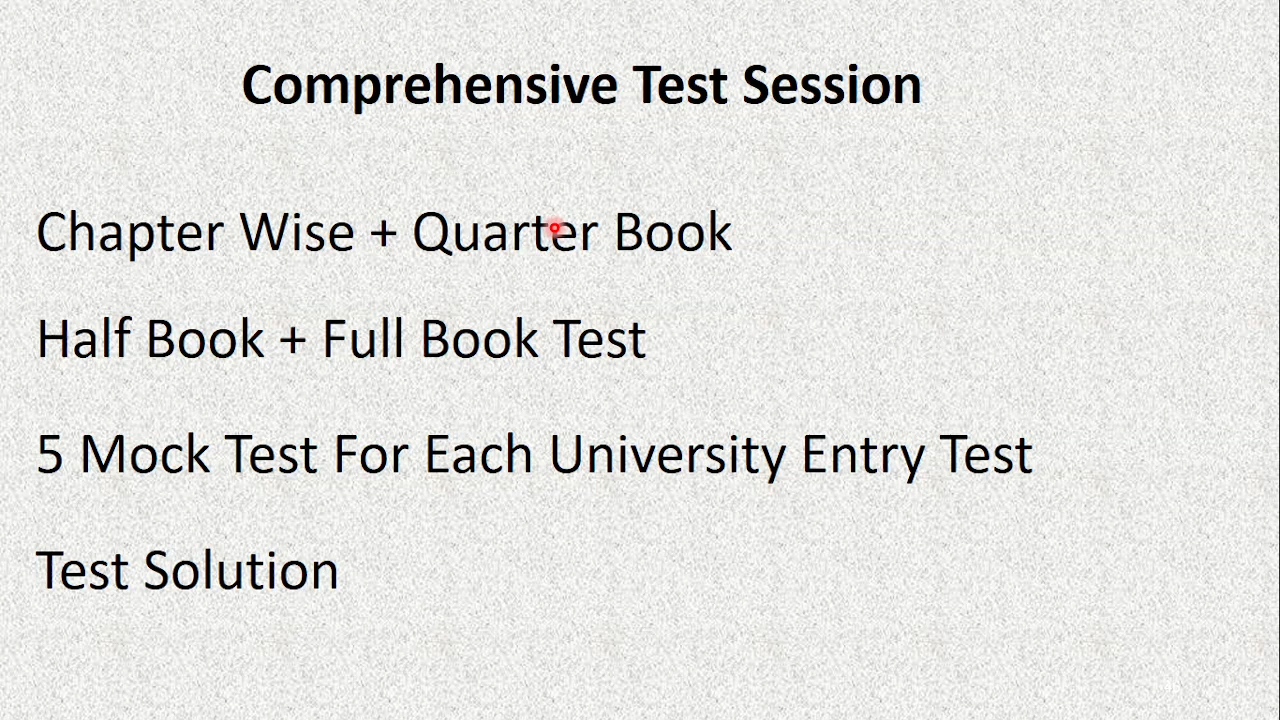 Comprehensive Test Session
Chapter Wise + Quarter Book
Half Book + Full Book Test
5 Mock Test For Each University Entry Test
Test Solution